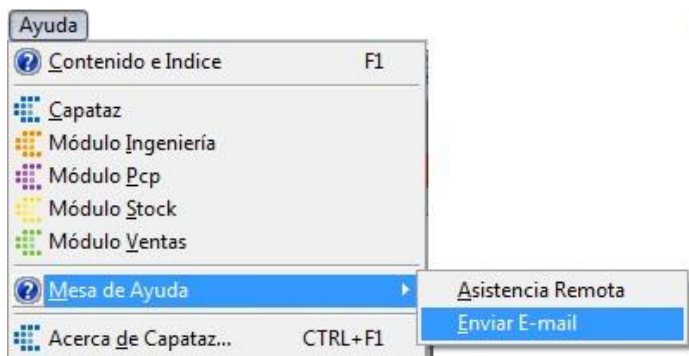 Ayuda
Contenido e Indice F1
Capataz
Módulo Ingeniería
Módulo Pcp
Módulo Stock
Módulo Ventas
Mesa de Ayuda
Asistencia Remota
Enviar E-mail
Acerca de Capataz... CTRL+F1